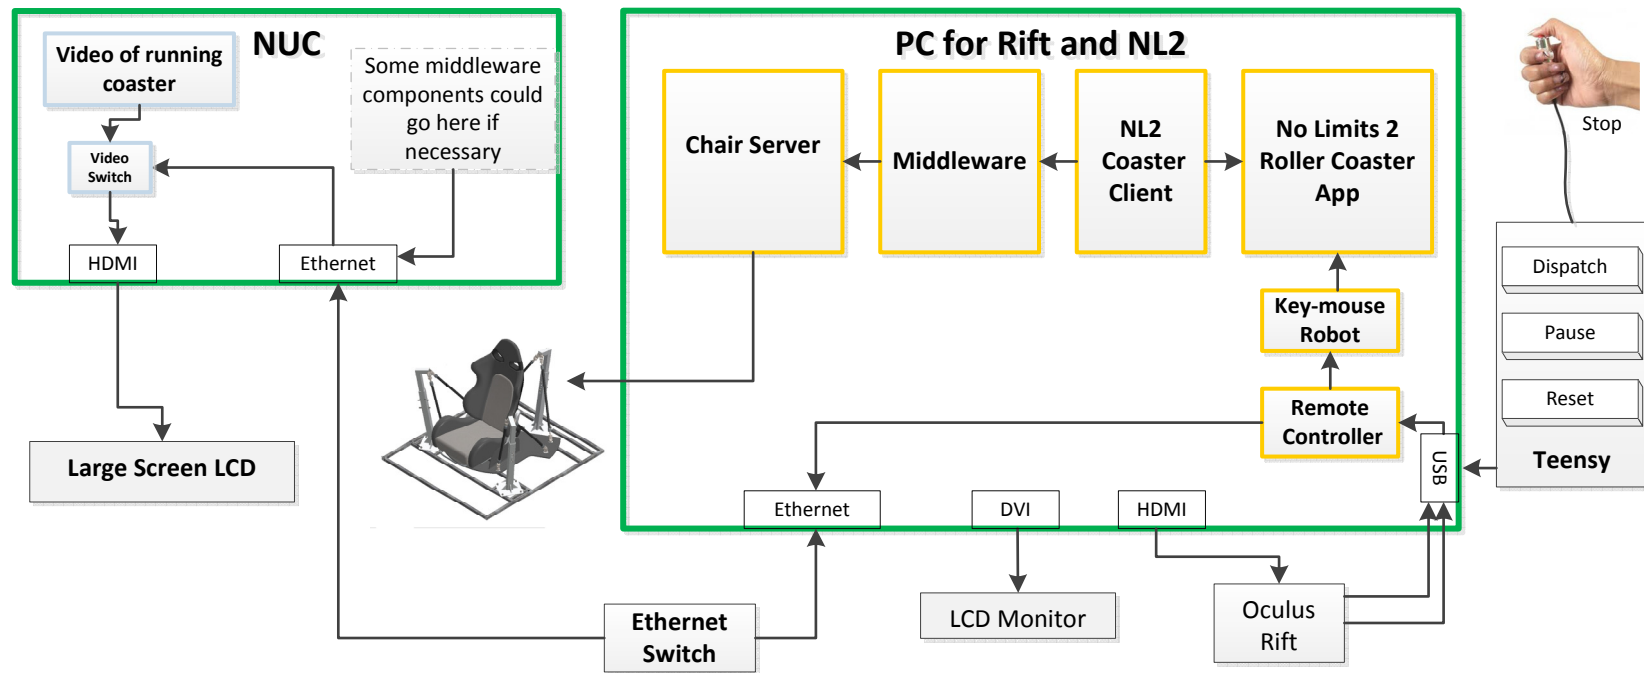 NUC
Video of running
coaster
Some middleware
components could
go here if
necessary
Video
Switch
HDMI
Ethernet
Large Screen LCD
PC for Rift and NL2
Chair Server
Middleware
NL2
Coaster
Client
No Limits 2
Roller Coaster
App
Key-mouse
Robot
Remote
Controller
USB
Ethernet
DVI
HDMI
Stop
Dispatch
Pause
Reset
Teensy
Ethernet
Switch
LCD Monitor
Oculus
Rift